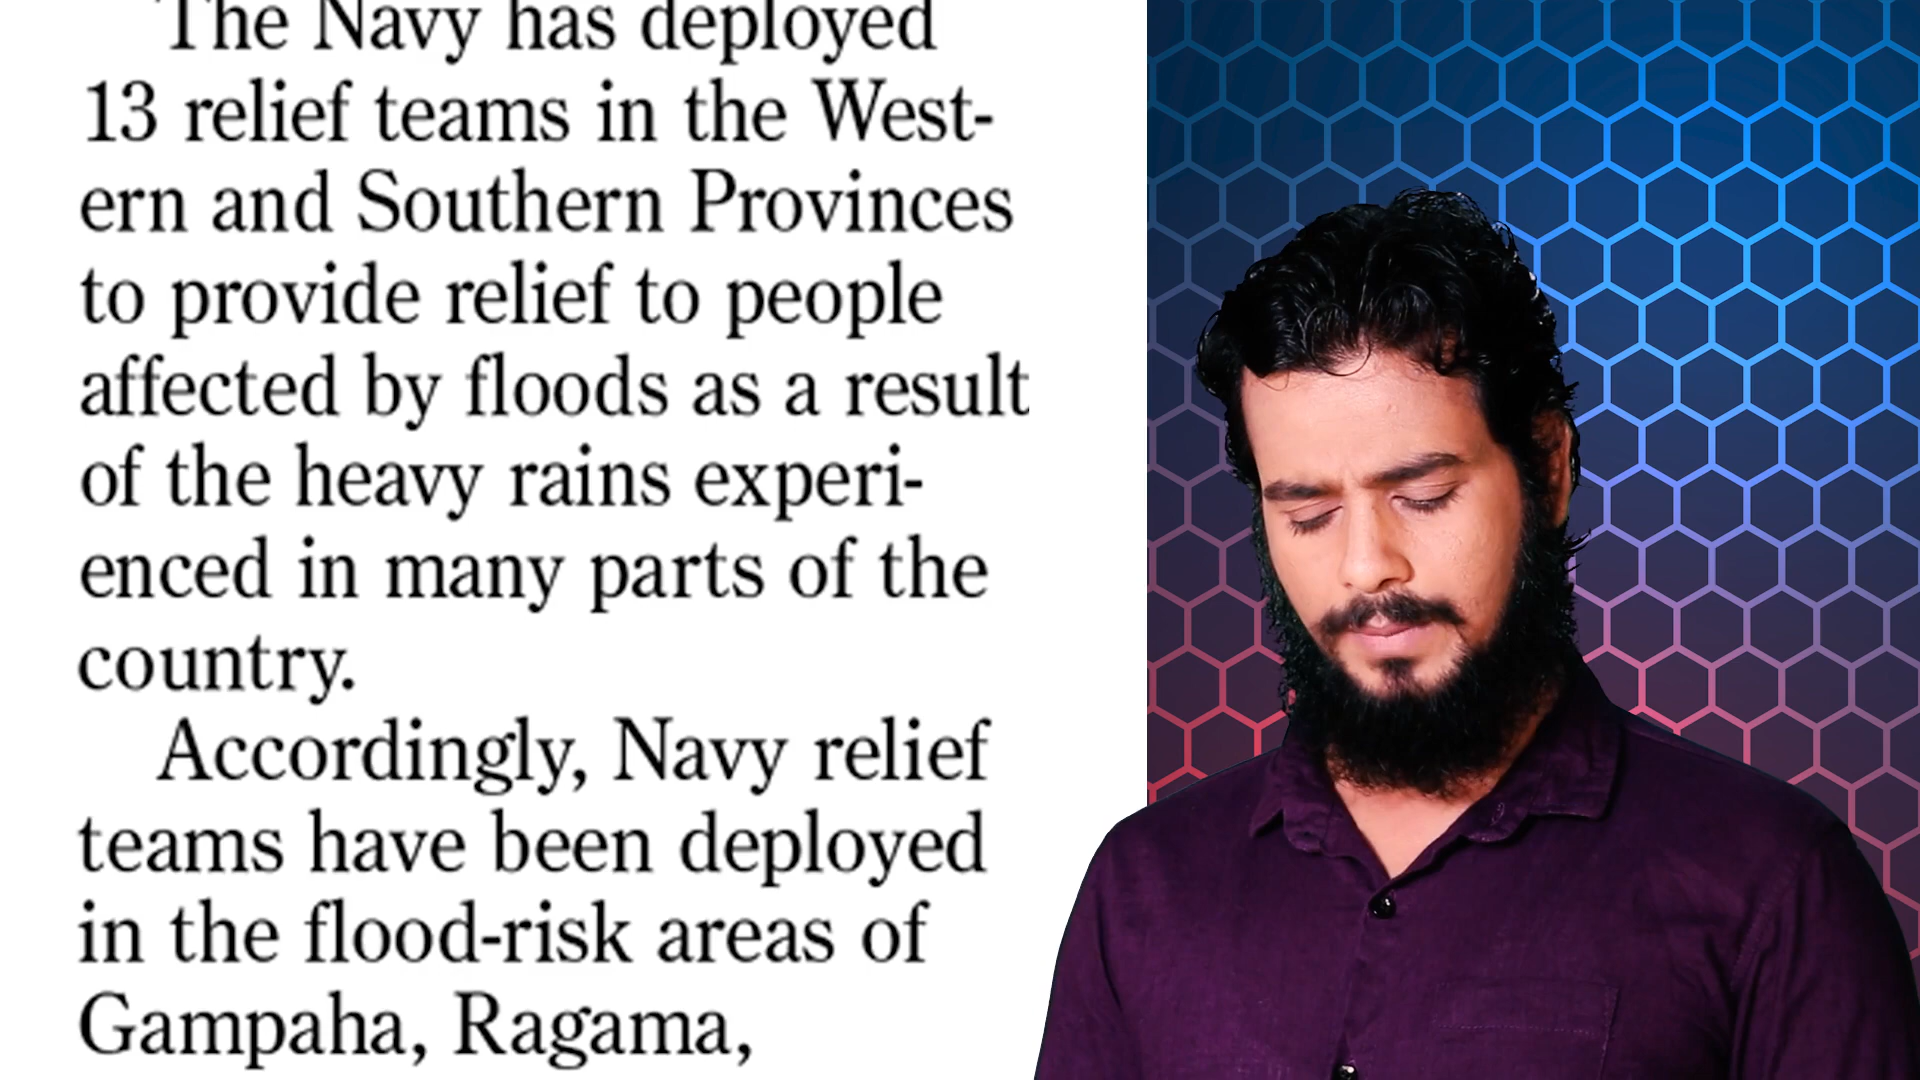 The Navy has deployed
13 relief teams in the West-
ern and Southern Provinces
to provide relief to people
affected by floods as a result
of the heavy rains experi-
enced in many parts of the
country.
Accordingly, Navy relief
teams have been deployed
in the flood-risk areas of
Gampaha, Ragama,